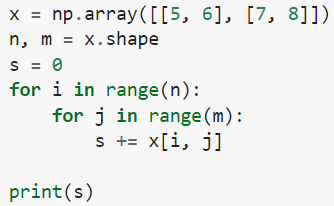 x = np.array([[5, 6], [7, 8]])
n, m = x.shape
s = 0
for i in range(n):
    for j in range(m):
        s += x[i, j]

print(s)